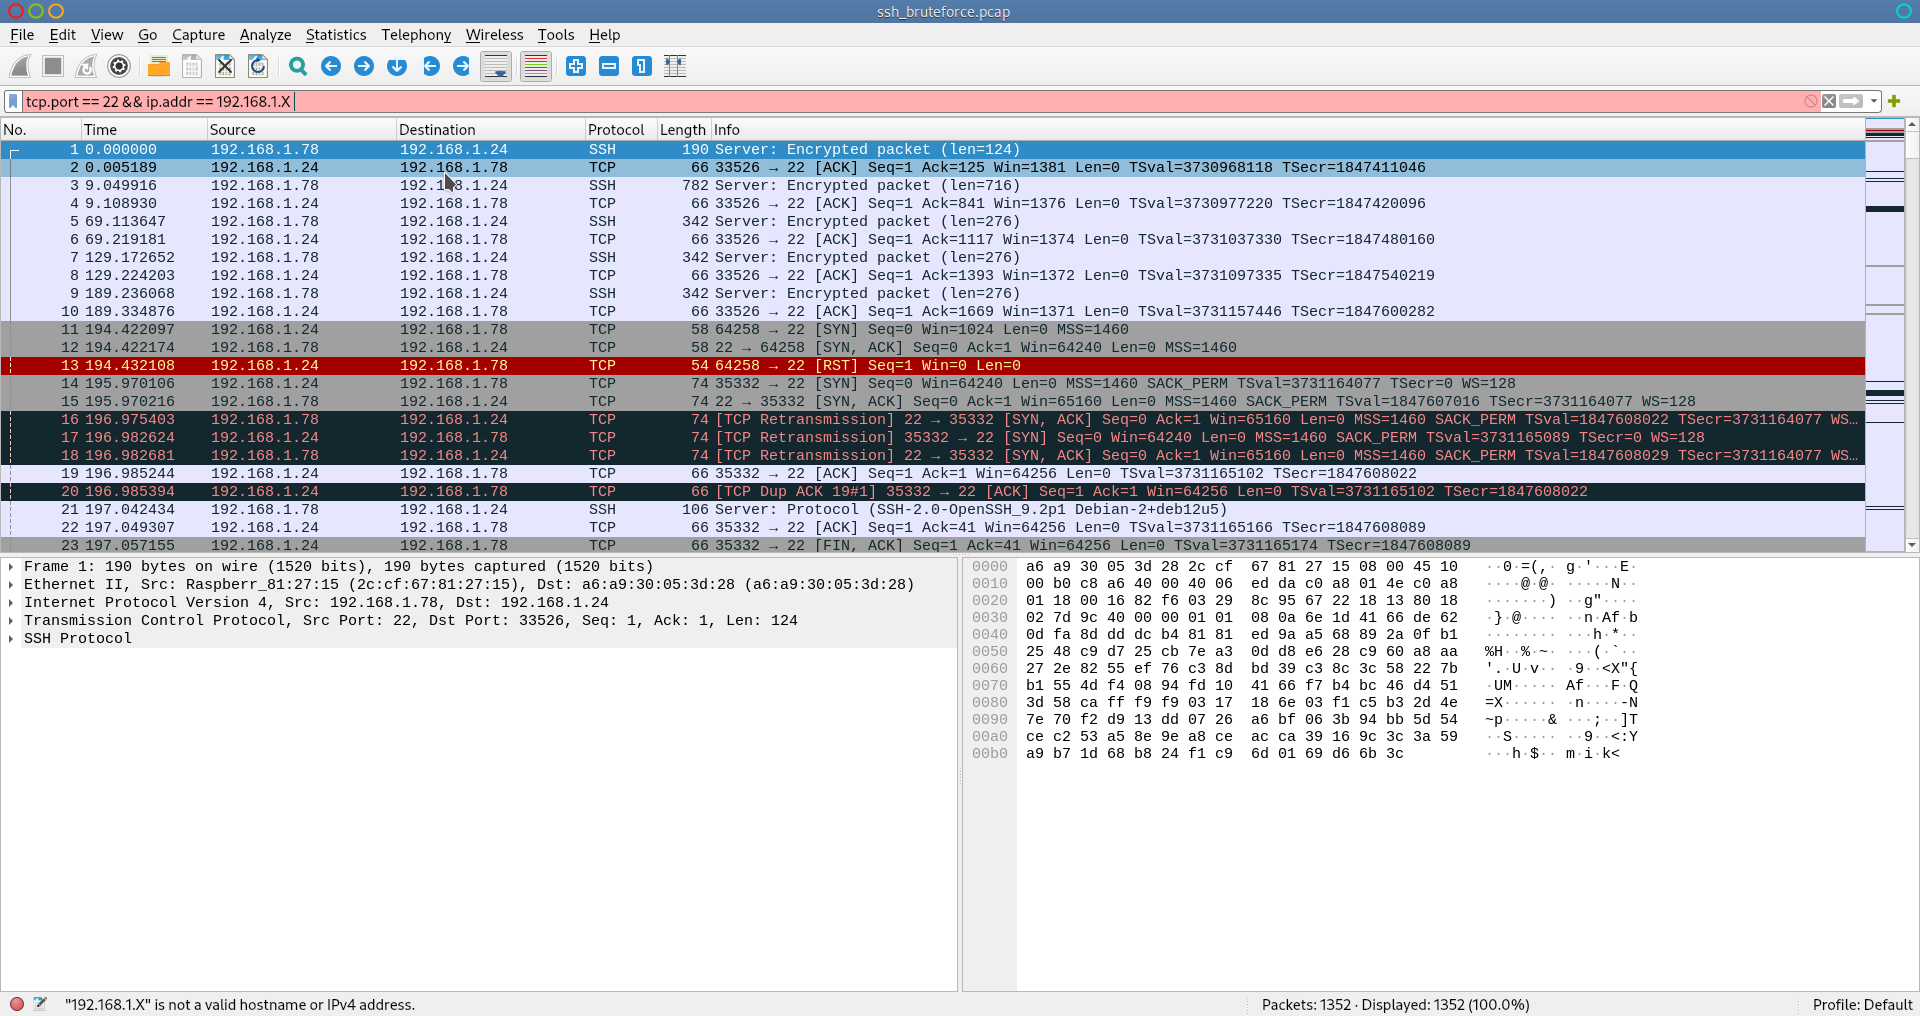 ssh_bruteforce.pcap
File Edit View Go Capture Analyze Statistics Telephony Wireless Tools Help
tcp.port == 22 && ip.addr == 192.168.1.X
No. Time Source Destination Protocol Length Info
1 0.000000 192.168.1.78 192.168.1.24 SSH 190 Server: Encrypted packet (len=124)
2 0.005189 192.168.1.24 192.168.1.78 TCP 66 33526 → 22 [ACK] Seq=1 Ack=125 Win=1381 Len=0 TSval=3730968118 TSecr=1847411046
3 9.049916 192.168.1.78 192.168.1.24 SSH 782 Server: Encrypted packet (len=716)
4 9.108930 192.168.1.24 192.168.1.78 TCP 66 33526 → 22 [ACK] Seq=1 Ack=841 Win=1376 Len=0 TSval=3730977220 TSecr=1847420096
5 69.113647 192.168.1.78 192.168.1.24 SSH 342 Server: Encrypted packet (len=276)
6 69.219181 192.168.1.24 192.168.1.78 TCP 66 33526 → 22 [ACK] Seq=1 Ack=1117 Win=1374 Len=0 TSval=3731037330 TSecr=1847480160
7 129.172652 192.168.1.78 192.168.1.24 SSH 342 Server: Encrypted packet (len=276)
8 129.224203 192.168.1.24 192.168.1.78 TCP 66 33526 → 22 [ACK] Seq=1 Ack=1393 Win=1372 Len=0 TSval=3731097335 TSecr=1847540219
9 189.236068 192.168.1.78 192.168.1.24 SSH 342 Server: Encrypted packet (len=276)
10 189.334876 192.168.1.24 192.168.1.78 TCP 66 33526 → 22 [ACK] Seq=1 Ack=1669 Win=1371 Len=0 TSval=3731157446 TSecr=1847600282
11 194.422097 192.168.1.24 192.168.1.78 TCP 58 64258 → 22 [SYN] Seq=0 Win=1024 Len=0 MSS=1460
12 194.422174 192.168.1.78 192.168.1.24 TCP 58 22 → 64258 [SYN, ACK] Seq=0 Ack=1 Win=64240 Len=0 MSS=1460
13 194.432108 192.168.1.24 192.168.1.78 TCP 54 64258 → 22 [RST] Seq=1 Win=0 Len=0
14 195.970106 192.168.1.24 192.168.1.78 TCP 74 35332 → 22 [SYN] Seq=0 Win=64240 Len=0 MSS=1460 SACK_PERM TSval=3731164077 TSecr=0 WS=128
15 195.970216 192.168.1.78 192.168.1.24 TCP 74 22 → 35332 [SYN, ACK] Seq=0 Ack=1 Win=65160 Len=0 MSS=1460 SACK_PERM TSval=1847607016 TSecr=3731164077 WS=128
16 196.975403 192.168.1.78 192.168.1.24 TCP 74 [TCP Retransmission] 22 → 35332 [SYN, ACK] Seq=0 Ack=1 Win=65160 Len=0 MSS=1460 SACK_PERM TSval=1847608022 TSecr=3731164077 WS…
17 196.982624 192.168.1.24 192.168.1.78 TCP 74 [TCP Retransmission] 35332 → 22 [SYN] Seq=0 Win=64240 Len=0 MSS=1460 SACK_PERM TSval=3731165089 TSecr=0 WS=128
18 196.982681 192.168.1.78 192.168.1.24 TCP 74 [TCP Retransmission] 22 → 35332 [SYN, ACK] Seq=0 Ack=1 Win=65160 Len=0 MSS=1460 SACK_PERM TSval=1847608029 TSecr=3731164077 WS…
19 196.985244 192.168.1.24 192.168.1.78 TCP 66 35332 → 22 [ACK] Seq=1 Ack=1 Win=64256 Len=0 TSval=3731165102 TSecr=1847608022
20 196.985394 192.168.1.24 192.168.1.78 TCP 66 [TCP Dup ACK 19#1] 35332 → 22 [ACK] Seq=1 Ack=1 Win=64256 Len=0 TSval=3731165102 TSecr=1847608022
21 197.042434 192.168.1.78 192.168.1.24 SSH 106 Server: Protocol (SSH-2.0-OpenSSH_9.2p1 Debian-2+deb12u5)
22 197.049307 192.168.1.24 192.168.1.78 TCP 66 35332 → 22 [ACK] Seq=1 Ack=41 Win=64256 Len=0 TSval=3731165166 TSecr=1847608089
23 197.057155 192.168.1.24 192.168.1.78 TCP 66 35332 → 22 [FIN, ACK] Seq=1 Ack=41 Win=64256 Len=0 TSval=3731165174 TSecr=1847608089
Frame 1: 190 bytes on wire (1520 bits), 190 bytes captured (1520 bits)
Ethernet II, Src: Raspberr_81:27:15 (2c:cf:67:81:27:15), Dst: a6:a9:30:05:3d:28 (a6:a9:30:05:3d:28)
Internet Protocol Version 4, Src: 192.168.1.78, Dst: 192.168.1.24
Transmission Control Protocol, Src Port: 22, Dst Port: 33526, Seq: 1, Ack: 1, Len: 124
SSH Protocol
0000 a6 a9 30 05 3d 28 2c cf 67 81 27 15 08 00 45 10 ··0·=(,· g·'···E·
0010 00 b0 c8 a6 40 00 40 06 ed da c0 a8 01 4e c0 a8 ····@·@· ·····N··
0020 01 18 00 16 82 f6 03 29 8c 95 67 22 18 13 80 18 ·······) ··g"····
0030 02 7d 9c 40 00 00 01 01 08 0a 6e 1d 41 66 de 62 ·}·@···· ··n·Af·b
0040 0d fa 8d dd dc b4 81 81 ed 9a a5 68 89 2a 0f b1 ········ ···h·*··
0050 25 48 c9 d7 25 cb 7e a3 0d d8 e6 28 c9 60 a8 aa %H··%·~· ···(·`··
0060 27 2e 82 55 ef 76 c3 8d bd 39 c3 8c 3c 58 22 7b '.·U·v·· ·9··<X"{
0070 b1 55 4d f4 08 94 fd 10 41 66 f7 b4 bc 46 d4 51 ·UM····· Af···F·Q
0080 3d 58 ca ff f9 f9 03 17 18 6e 03 f1 c5 b3 2d 4e =X······ ·n····-N
0090 7e 70 f2 d9 13 dd 07 26 a6 bf 06 3b 94 bb 5d 54 ~p·····& ···;··]T
00a0 ce c2 53 a5 8e 9e a8 ce ac ca 39 16 9c 3c 3a 59 ··S····· ··9··<:Y
00b0 a9 b7 1d 68 b8 24 f1 c9 6d 01 69 d6 6b 3c ···h·$·· m·i·k<
"192.168.1.X" is not a valid hostname or IPv4 address.
Packets: 1352 · Displayed: 1352 (100.0%)
Profile: Default